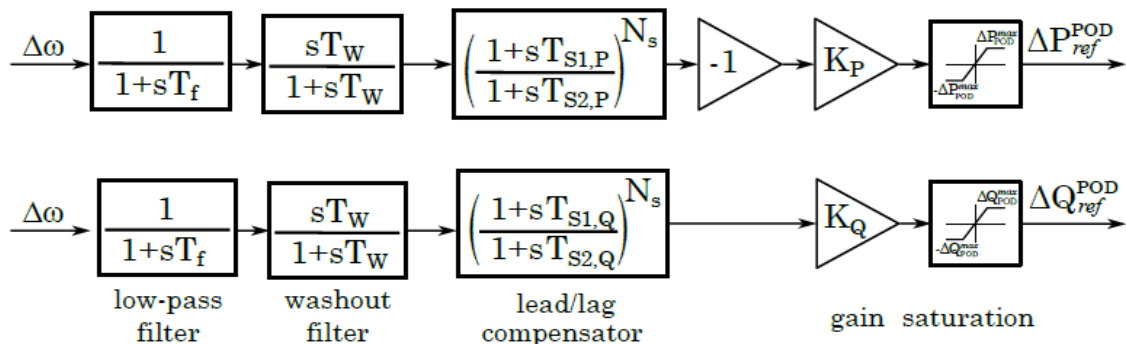 Δω
1
1+sT_f
sT_W
1+sT_W
(1+sT_S1,P
1+sT_S2,P)^N_s
-1
K_P
ΔP_POD^max
-ΔP_POD^max
ΔP_ref^POD
Δω
1
1+sT_f
sT_W
1+sT_W
(1+sT_S1,Q
1+sT_S2,Q)^N_s
K_Q
ΔQ_POD^max
-ΔQ_POD^max
ΔQ_ref^POD
low-pass
filter
washout
filter
lead/lag
compensator
gain saturation